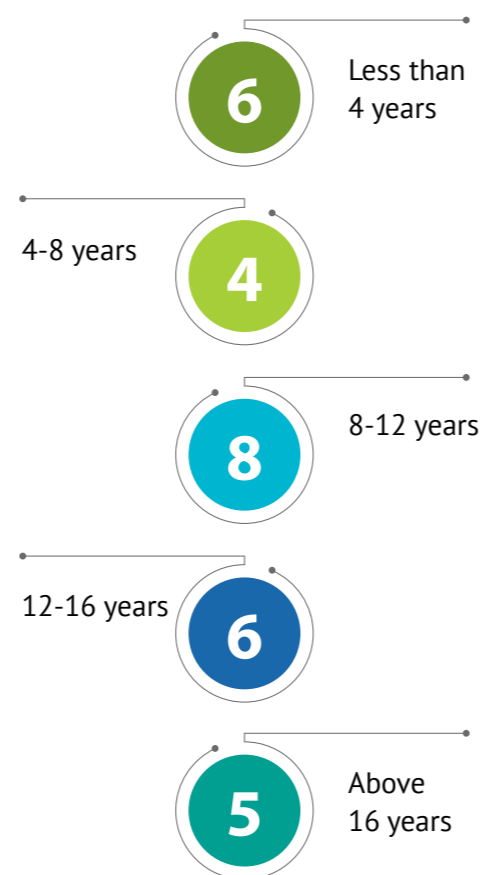 6
Less than
4 years
4-8 years
4
8
8-12 years
12-16 years
6
5
Above
16 years